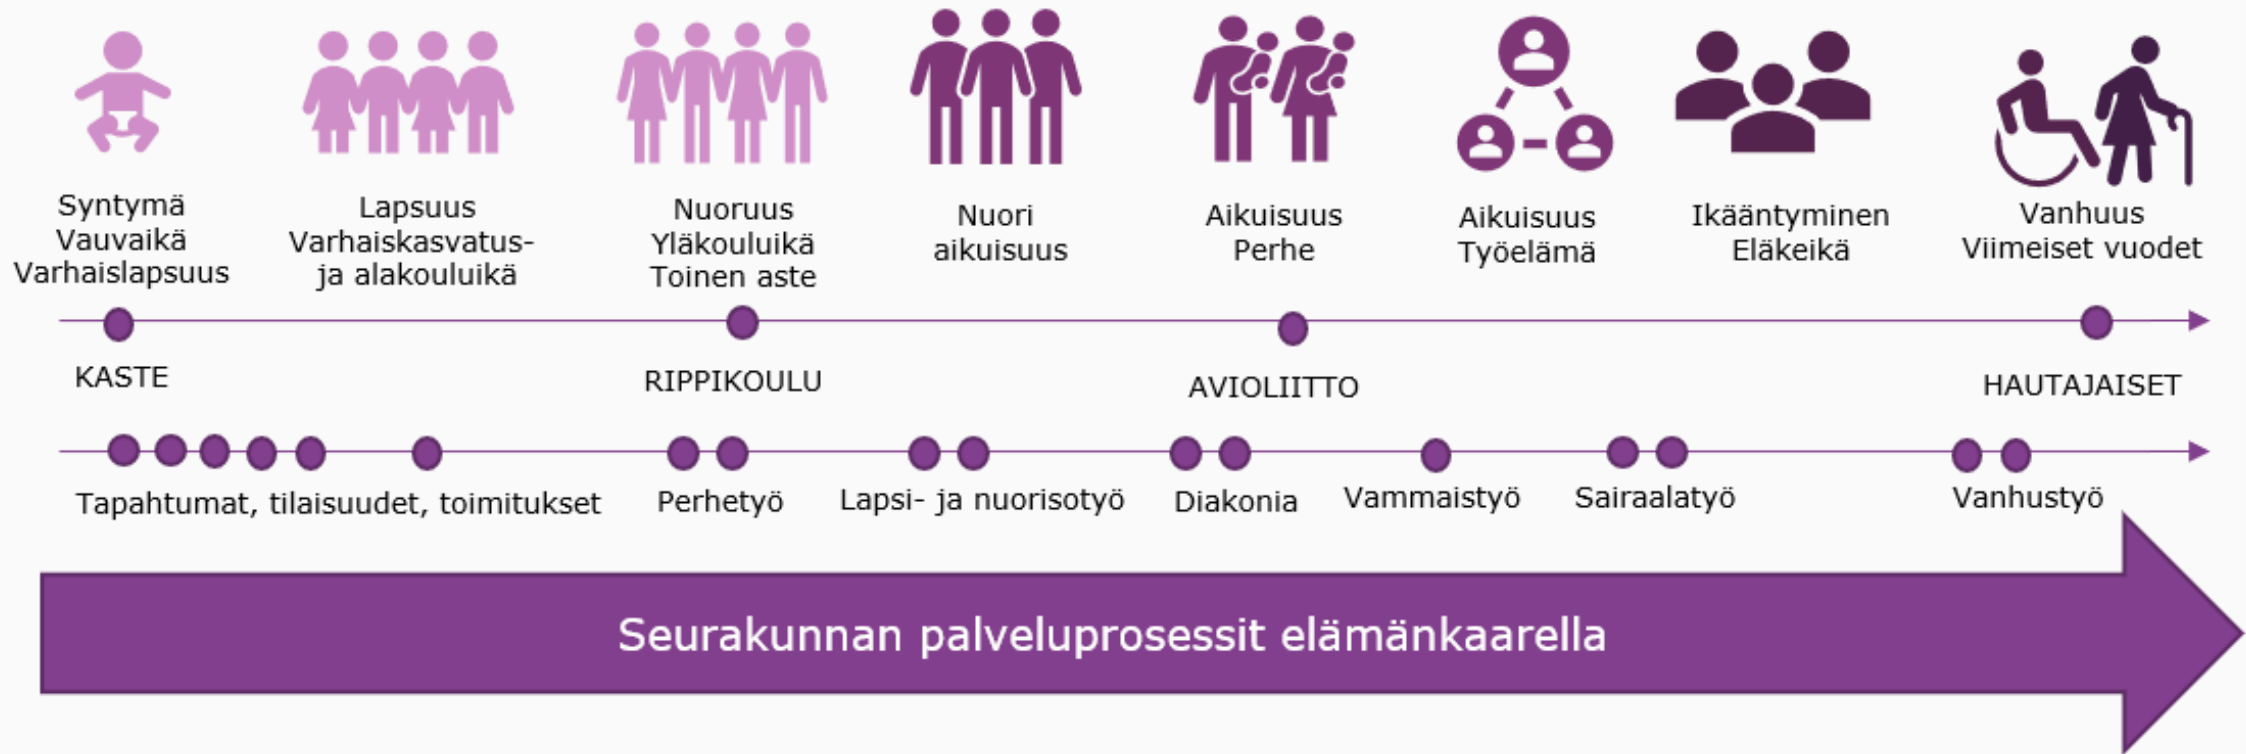 Syntymä
Vauvaikä
Varhaislapsuus
Lapsuus
Varhaiskasvatus-
ja alakouluikä
Nuoruus
Yläkouluikä
Toinen aste
Nuori
aikuisuus
Aikuisuus
Perhe
Aikuisuus
Työelämä
Ikääntyminen
Eläkeikä
Vanhuus
Viimeiset vuodet
KASTE
RIPPIKOULU
AVIOLIITTO
HAUTAJAISET
Tapahtumat, tilaisuudet, toimitukset
Perhetyö
Lapsi- ja nuorisotyö
Diakonia
Vammaistyö
Sairaalatyö
Vanhustyö
Seurakunnan palveluprosessit elämänkaarella